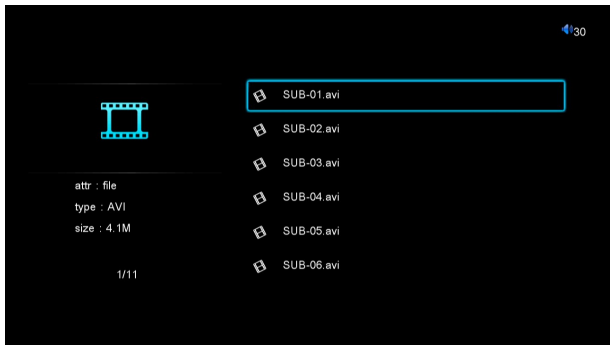 30
SUB-01.avi
SUB-02.avi
SUB-03.avi
SUB-04.avi
SUB-05.avi
SUB-06.avi
attr : file
type : AVI
size : 4.1M
1/11